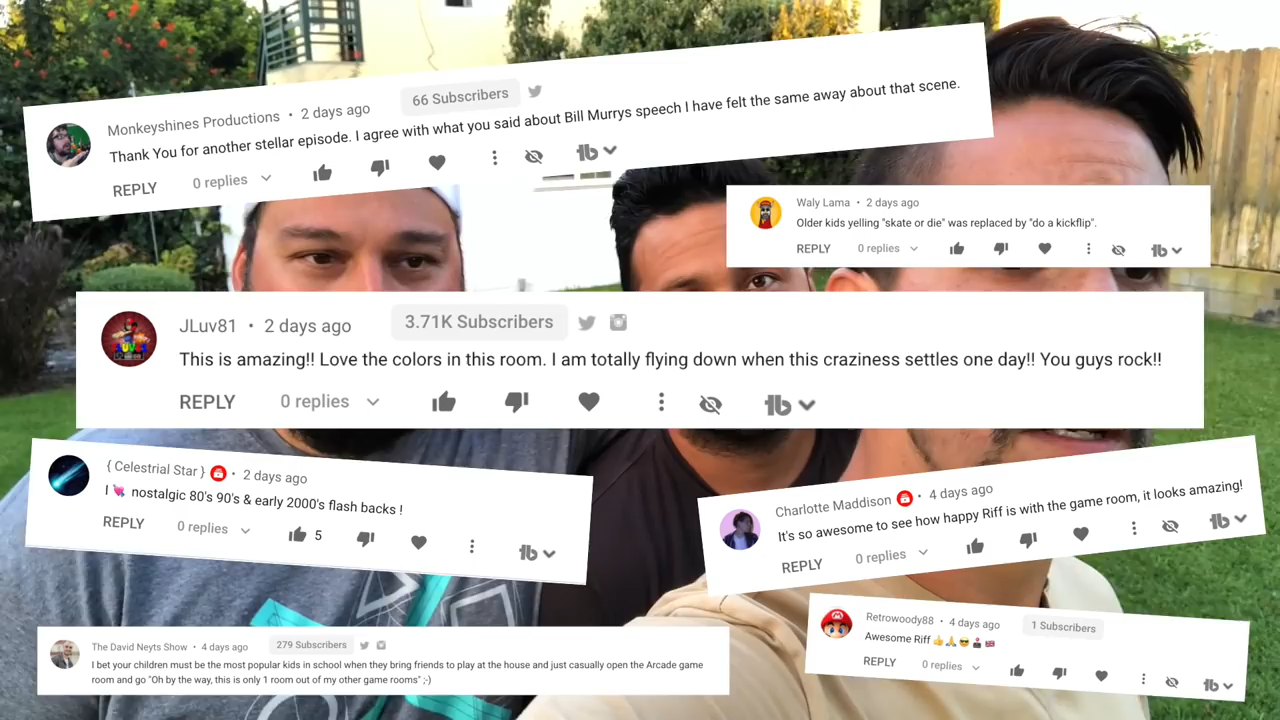 Monkeyshines Productions • 2 days ago 66 Subscribers
Thank You for another stellar episode. I agree with what you said about Bill Murrys speech I have felt the same away about that scene.
REPLY 0 replies
Waly Lama • 2 days ago
Older kids yelling "skate or die" was replaced by "do a kickflip".
REPLY 0 replies
JLuv81 • 2 days ago 3.71K Subscribers
This is amazing!! Love the colors in this room. I am totally flying down when this craziness settles one day!! You guys rock!!
REPLY 0 replies
{ Celestrial Star } • 2 days ago
I 💘 nostalgic 80's 90's & early 2000's flash backs !
REPLY 0 replies 5
Charlotte Maddison • 4 days ago
It's so awesome to see how happy Riff is with the game room, it looks amazing!
REPLY 0 replies
Retrowoody88 • 4 days ago 1 Subscribers
Awesome Riff 👍🙏😎🕹️🇬🇧
REPLY 0 replies
The David Neyts Show • 4 days ago 279 Subscribers
I bet your children must be the most popular kids in school when they bring friends to play at the house and just casually open the Arcade game
room and go "Oh by the way, this is only 1 room out of my other game rooms" ;-)